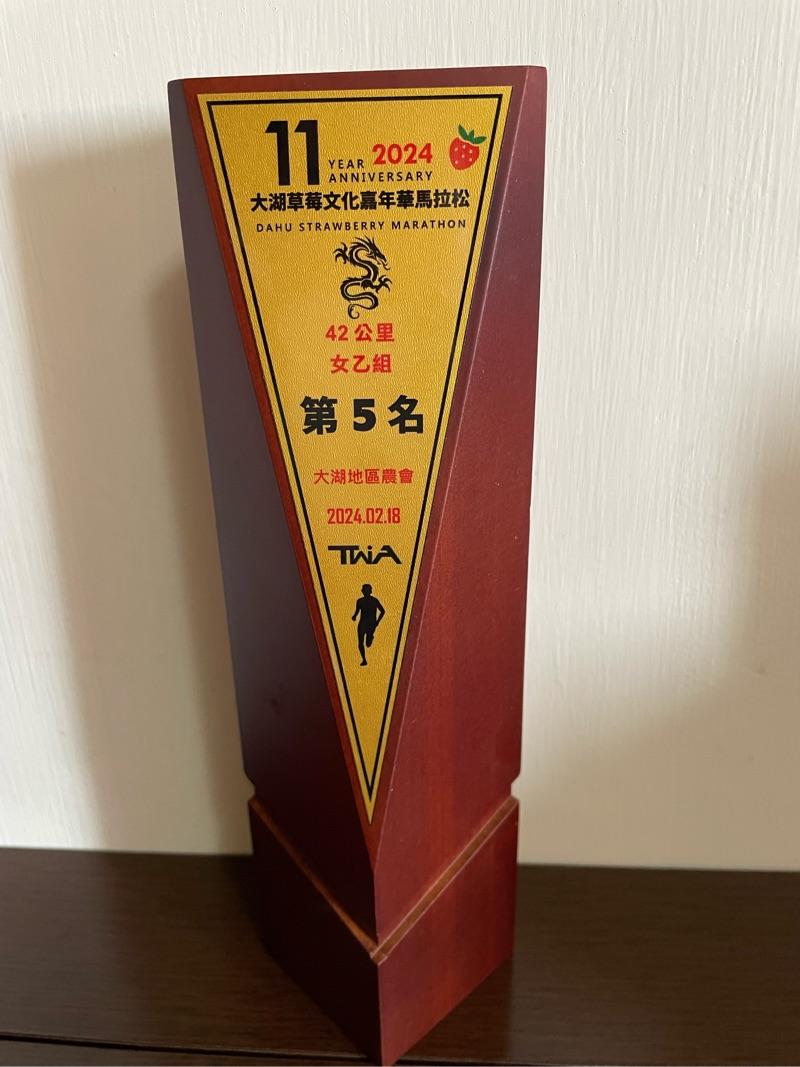 11 YEAR 2024
ANNIVERSARY
大湖草莓文化嘉年華馬拉松
DAHU STRAWBERRY MARATHON
42公里
女乙組
第5名
大湖地區農會
2024.02.18
TWiA